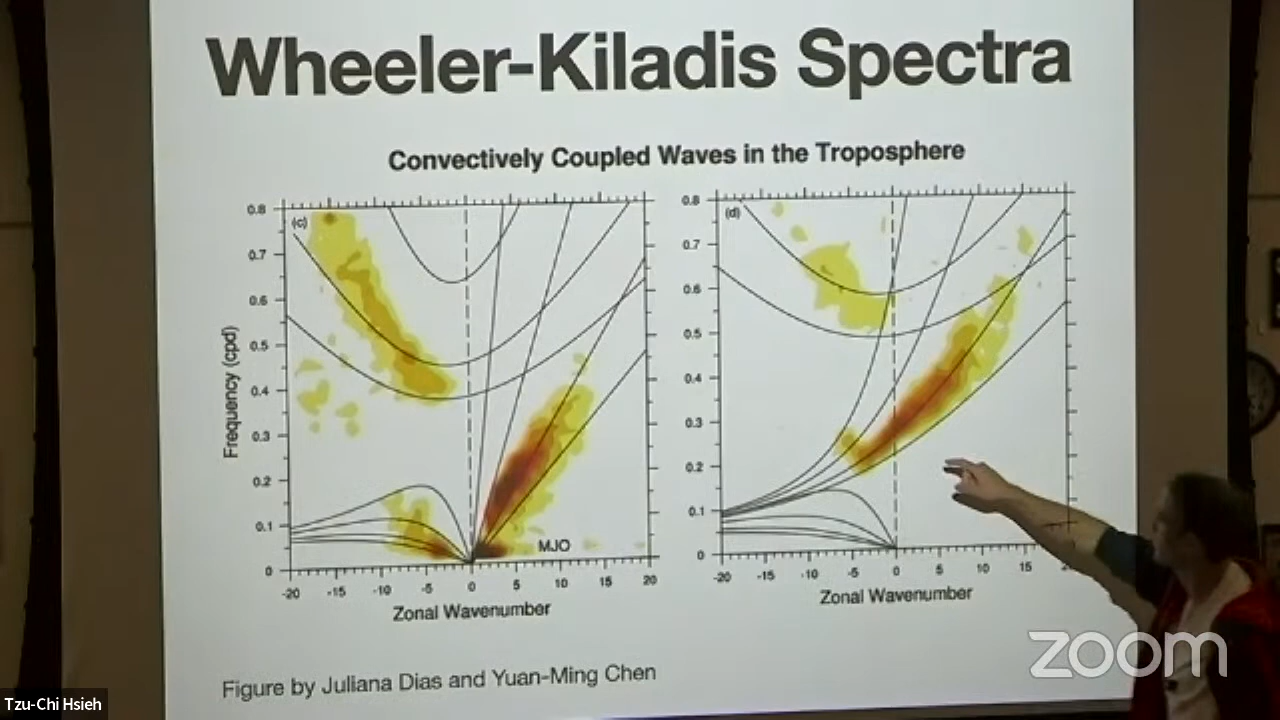 Wheeler-Kiladis Spectra
Convectively Coupled Waves in the Troposphere
(c)
0.8
0.7
0.6
0.5
0.4
0.3
0.2
0.1
0
Frequency (cpd)
MJO
-20 -15 -10 -5 0 5 10 15 20
Zonal Wavenumber
(d)
0.8
0.7
0.6
0.5
0.4
0.3
0.2
0.1
0
-20 -15 -10 -5 0 5 10 15
Zonal Wavenumber
Figure by Juliana Dias and Yuan-Ming Chen
zoom
Tzu-Chi Hsieh